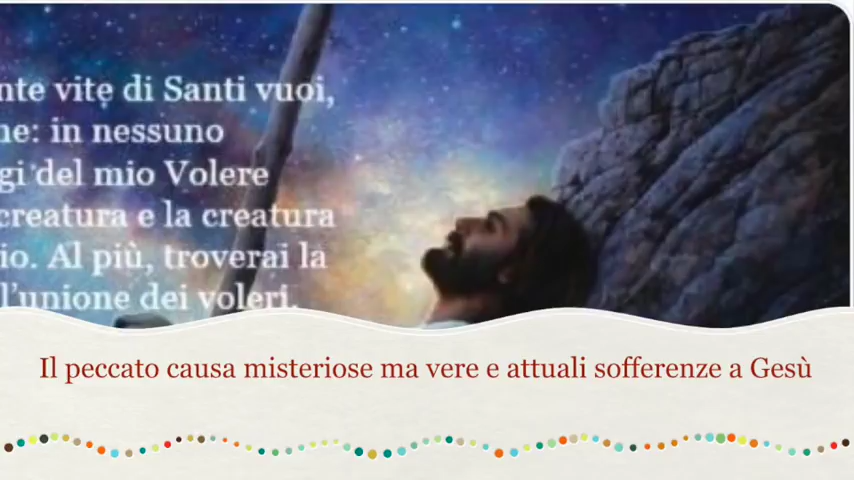 nte vite di Santi vuoi,
ne: in nessuno
gi del mio Volere
creatura e la creatura
io. Al più, troverai la
l'unione dei voleri.
Il peccato causa misteriose ma vere e attuali sofferenze a Gesù